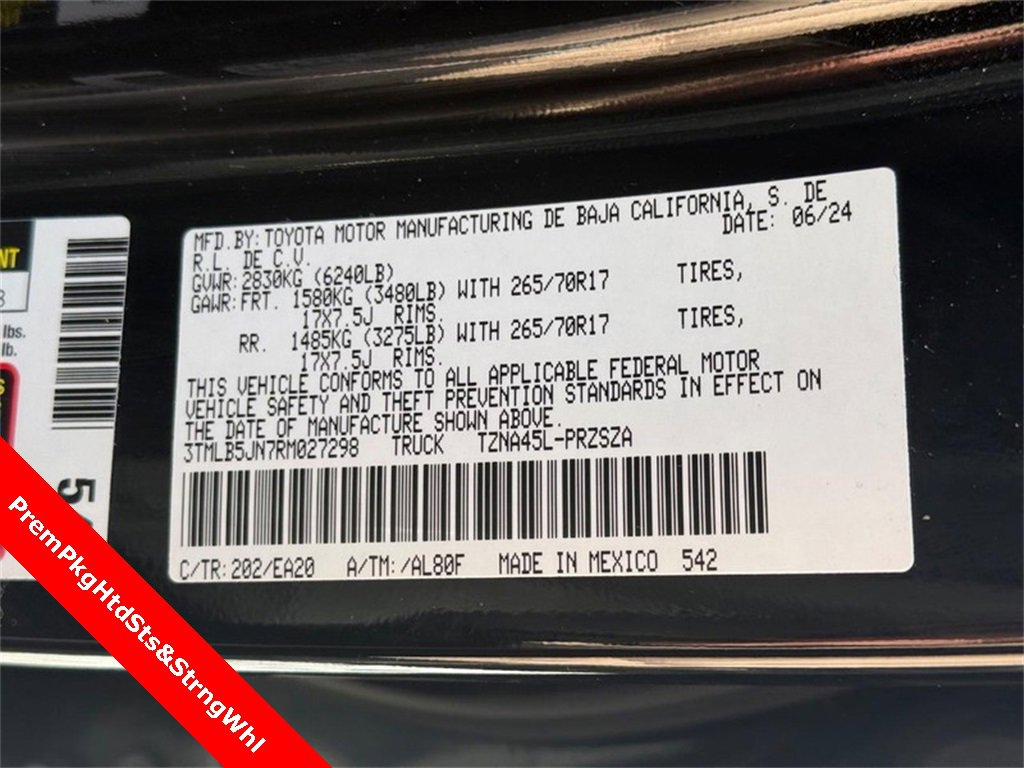 MFD.BY:TOYOTA MOTOR MANUFACTURING DE BAJA CALIFORNIA, S. DE
R.L. DE C.V. DATE: 06/24
GVWR:2830KG (6240LB)
GAWR:FRT. 1580KG (3480LB) WITH 265/70R17 TIRES,
17X7.5J RIMS.
RR. 1485KG (3275LB) WITH 265/70R17 TIRES,
17X7.5J RIMS.
THIS VEHICLE CONFORMS TO ALL APPLICABLE FEDERAL MOTOR
VEHICLE SAFETY AND THEFT PREVENTION STANDARDS IN EFFECT ON
THE DATE OF MANUFACTURE SHOWN ABOVE.
3TMLB5JN7RM027298 TRUCK TZNA45L-PRZSZA
C/TR:202/EA20 A/TM:/AL80F MADE IN MEXICO 542
NT
lbs.
lb.
PremPkgHtdSts&StrngWhl